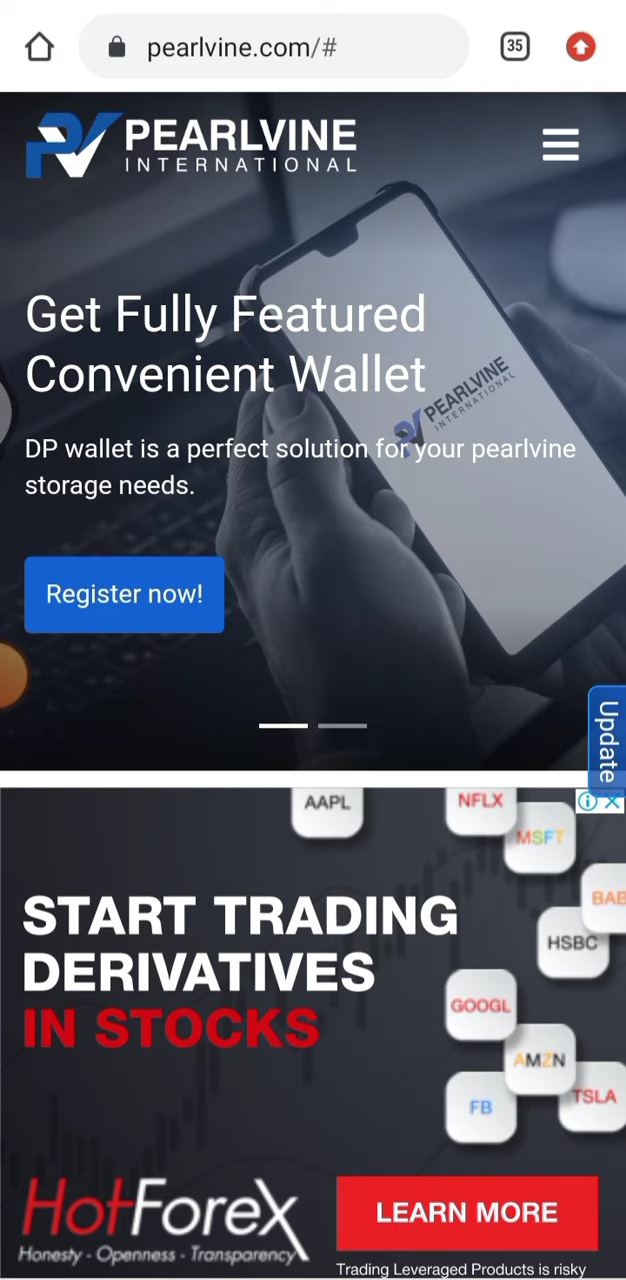 pearlvine.com/#
35
PEARLVINE
INTERNATIONAL
Get Fully Featured
Convenient Wallet
PEARLVINE
INTERNATIONAL
DP wallet is a perfect solution for your pearlvine
storage needs.
Register now!
Update
AAPL
NFLX
MSFT
BAB
HSBC
START TRADING
DERIVATIVES
IN STOCKS
GOOGL
AMZN
TSLA
FB
HotForex
Honesty - Openness - Transparency
LEARN MORE
Trading Leveraged Products is risky